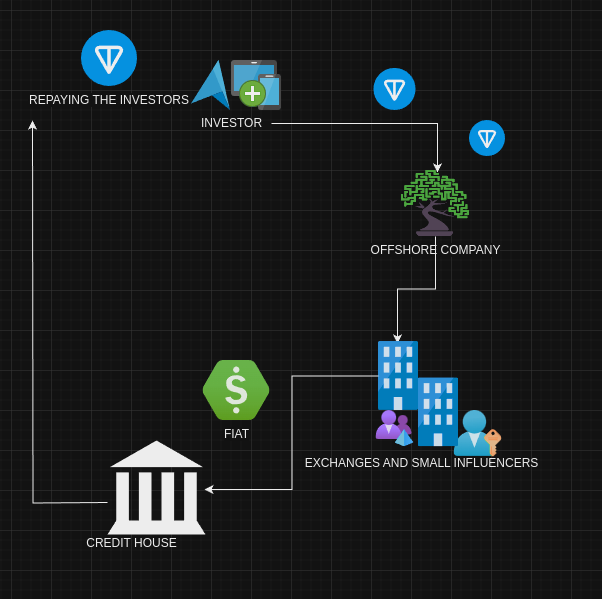 REPAYING THE INVESTORS
INVESTOR
OFFSHORE COMPANY
FIAT
EXCHANGES AND SMALL INFLUENCERS
CREDIT HOUSE